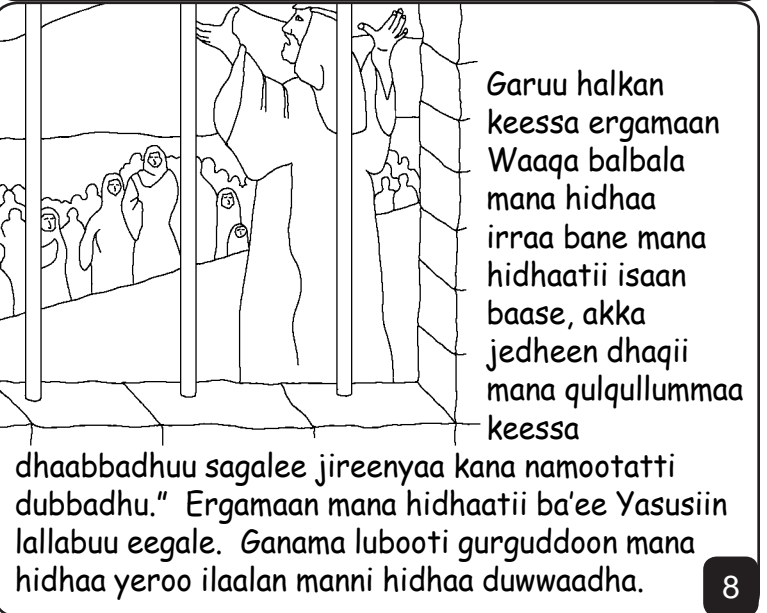 Garuu halkan
keessa ergamaan
Waaqa balbala
mana hidhaa
irraa bane mana
hidhaatii isaan
baase, akka
jedheen dhaqii
mana qulqullummaa
keessa
dhaabbadhuu sagalee jireenyaa kana namootatti
dubbadhu.” Ergamaan mana hidhaatii ba’ee Yasusiin
lallabuu eegale. Ganama lubooti gurguddoon mana
hidhaa yeroo ilaalan manni hidhaa duwwaadha.
8